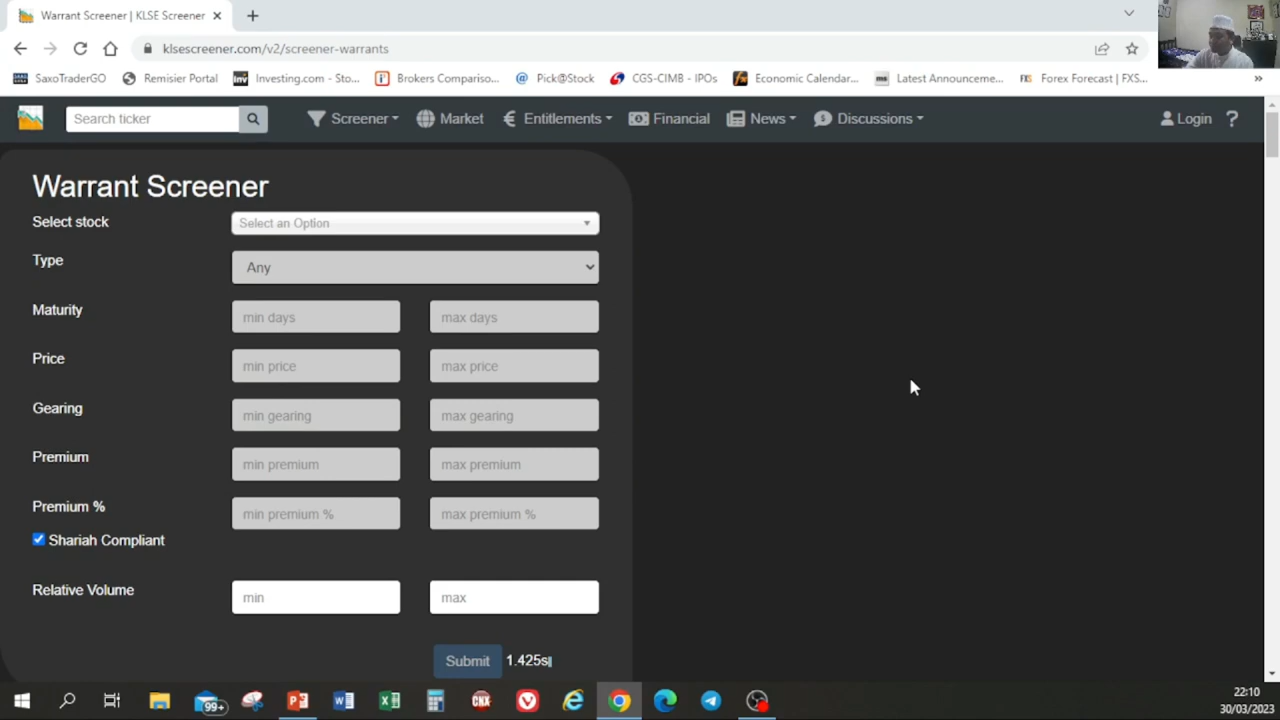 Warrant Screener | KLSE Screener
klsescreener.com/v2/screener-warrants
SaxoTraderGO Remisier Portal Investing.com - Sto... Brokers Compariso... Pick@Stock CGS-CIMB - IPOs Economic Calendar... Latest Announceme... Forex Forecast | FXS...
Search ticker Screener Market Entitlements Financial News Discussions Login ?
Warrant Screener
Select stock Select an Option
Type Any
Maturity min days max days
Price min price max price
Gearing min gearing max gearing
Premium min premium max premium
Premium % min premium % max premium %
Shariah Compliant
Relative Volume min max
Submit 1.425s
99+ CNX 22:10
30/03/2023